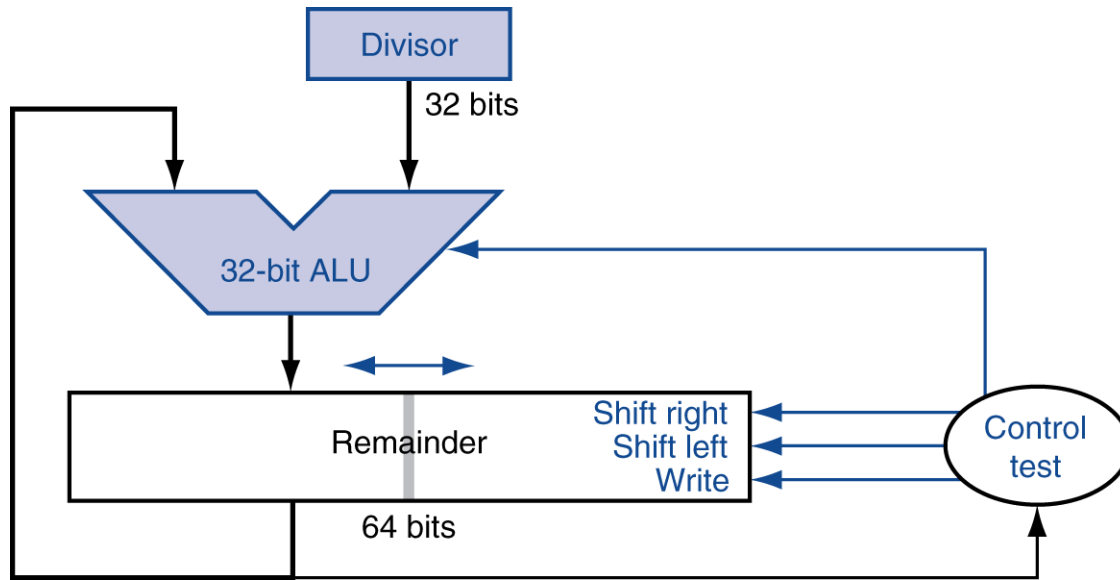 Divisor
32 bits
32-bit ALU
Remainder
Shift right
Shift left
Write
Control
test
64 bits